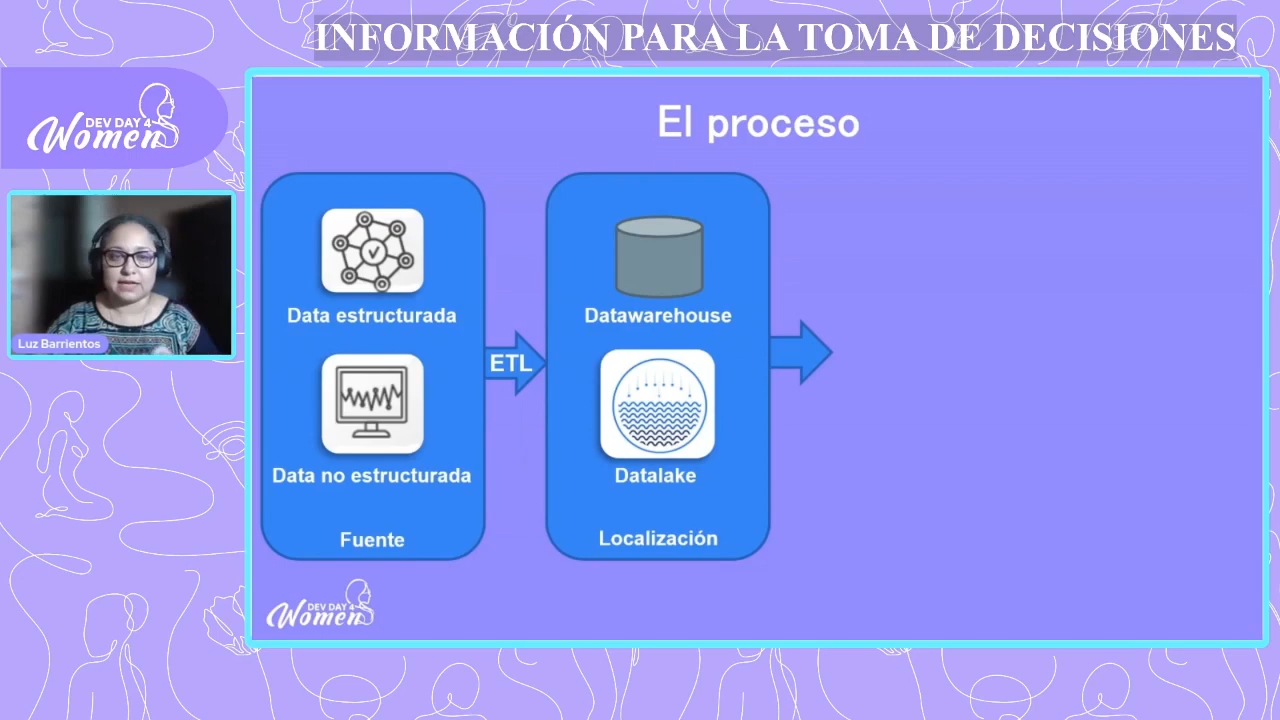 INFORMACIÓN PARA LA TOMA DE DECISIONES
DEV DAY 4
Women
Luz Barrientos
El proceso
Data estructurada
Data no estructurada
Fuente
ETL
Datawarehouse
Datalake
Localización
DEV DAY 4
Women